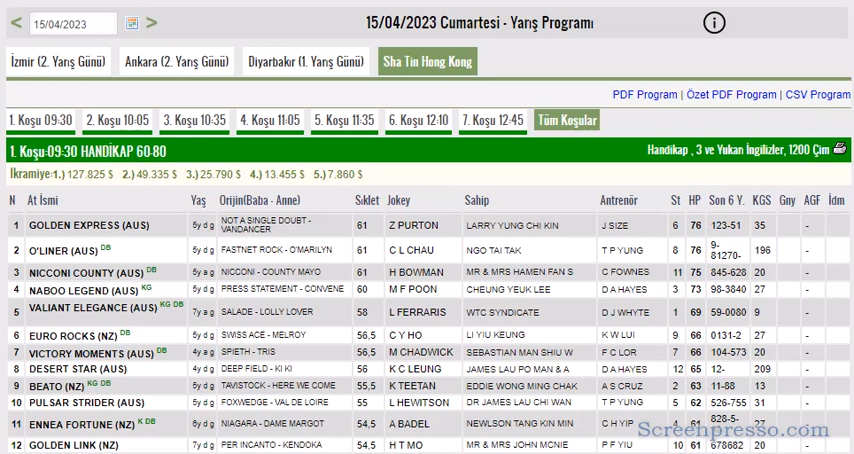 < 15/04/2023 > 15/04/2023 Cumartesi - Yarış Programı
İzmir (2. Yarış Günü) Ankara (2. Yarış Günü) Diyarbakır (1. Yarış Günü) Sha Tin Hong Kong
PDF Program | Özet PDF Program | CSV Program
1. Koşu 09:30 2. Koşu 10:05 3. Koşu 10:35 4. Koşu 11:05 5. Koşu 11:35 6. Koşu 12:10 7. Koşu 12:45 Tüm Koşular
1. Koşu:09:30 HANDİKAP 60-80 Handikap , 3 ve Yukarı İngilizler, 1200 Çim
İkramiye:1.) 127.825 $ 2.) 49.335 $ 3.) 25.790 $ 4.) 13.455 $ 5.) 7.860 $
N At İsmi Yaş Orijin(Baba - Anne) Sıklet Jokey Sahip Antrenör St HP Son 6 Y. KGS Gny AGF İdm
1 GOLDEN EXPRESS (AUS) 5y d g NOT A SINGLE DOUBT - VANDANCER 61 Z PURTON LARRY YUNG CHI KIN J SIZE 6 76 123-51 35 -
2 O'LINER (AUS) DB 5y d g FASTNET ROCK - O'MARILYN 61 C L CHAU NGO TAI TAK T P YUNG 8 76 9-81270- 196 -
3 NICCONI COUNTY (AUS) DB 5y a g NICCONI - COUNTY MAYO 61 H BOWMAN MR & MRS HAMEN FAN S C FOWNES 11 75 845-628 20 -
4 NABOO LEGEND (AUS) KG 5y d g PRESS STATEMENT - CONVENE 60 M F POON CHEUNG YEUK LEE D A HAYES 3 73 98-3840 27 -
5 VALIANT ELEGANCE (AUS) KG DB 7y a g SALADE - LOLLY LOVER 58 L FERRARIS WTC SYNDICATE D J WHYTE 1 69 59-0080 9 -
6 EURO ROCKS (NZ) DB 5y d g SWISS ACE - MELROY 56,5 C Y HO LI YIU KEUNG K W LUI 9 66 0131-2 27 -
7 VICTORY MOMENTS (AUS) DB 4y a g SPIETH - TRIS 56,5 M CHADWICK SEBASTIAN MAN SHIU W F C LOR 7 66 104-573 20 -
8 DESERT STAR (AUS) 4y d g DEEP FIELD - KI KI 56 K C LEUNG JAMES LAU PO MAN & A D A HAYES 12 65 12- 209 -
9 BEATO (NZ) KG DB 5y d g TAVISTOCK - HERE WE COME 55,5 K TEETAN EDDIE WONG MING CHAK A S CRUZ 2 63 11-88 13 -
10 PULSAR STRIDER (AUS) 5y d g FOXWEDGE - VAL DE LOIRE 55 L HEWITSON DR JAMES LAU CHI WAN T P YUNG 5 62 526-755 31 -
11 ENNEA FORTUNE (NZ) K DB 6y d g NIAGARA - DAME MARGOT 54,5 A BADEL NEWLSON TANG KIN MIN C H YIP 4 61 828-5- 27 -
12 GOLDEN LINK (NZ) 7y d g PER INCANTO - KENDOKA 54,5 H T MO MR & MRS JOHN MCNIE P F YIU 10 61 678682 20 -
Screenpresso.com